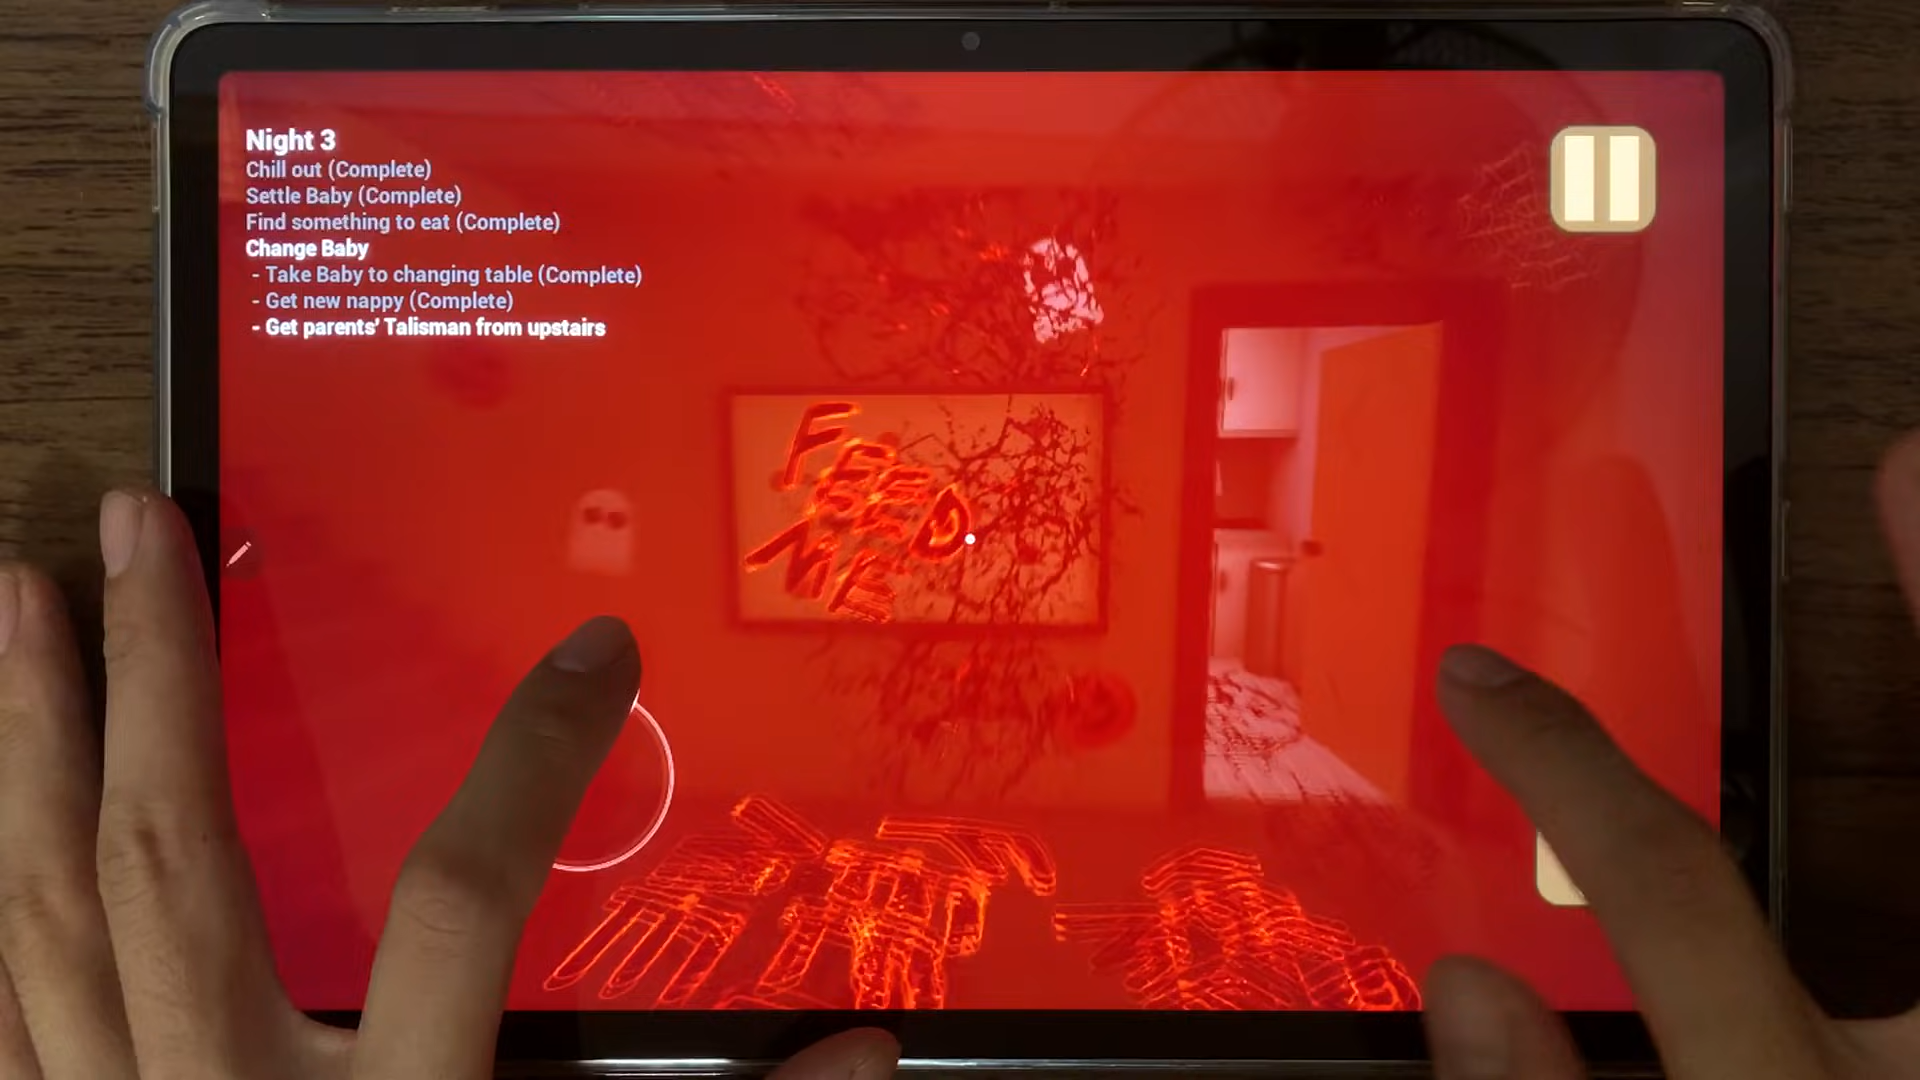 Night 3
Chill out (Complete)
Settle Baby (Complete)
Find something to eat (Complete)
Change Baby
- Take Baby to changing table (Complete)
- Get new nappy (Complete)
- Get parents' Talisman from upstairs
FEED
ME